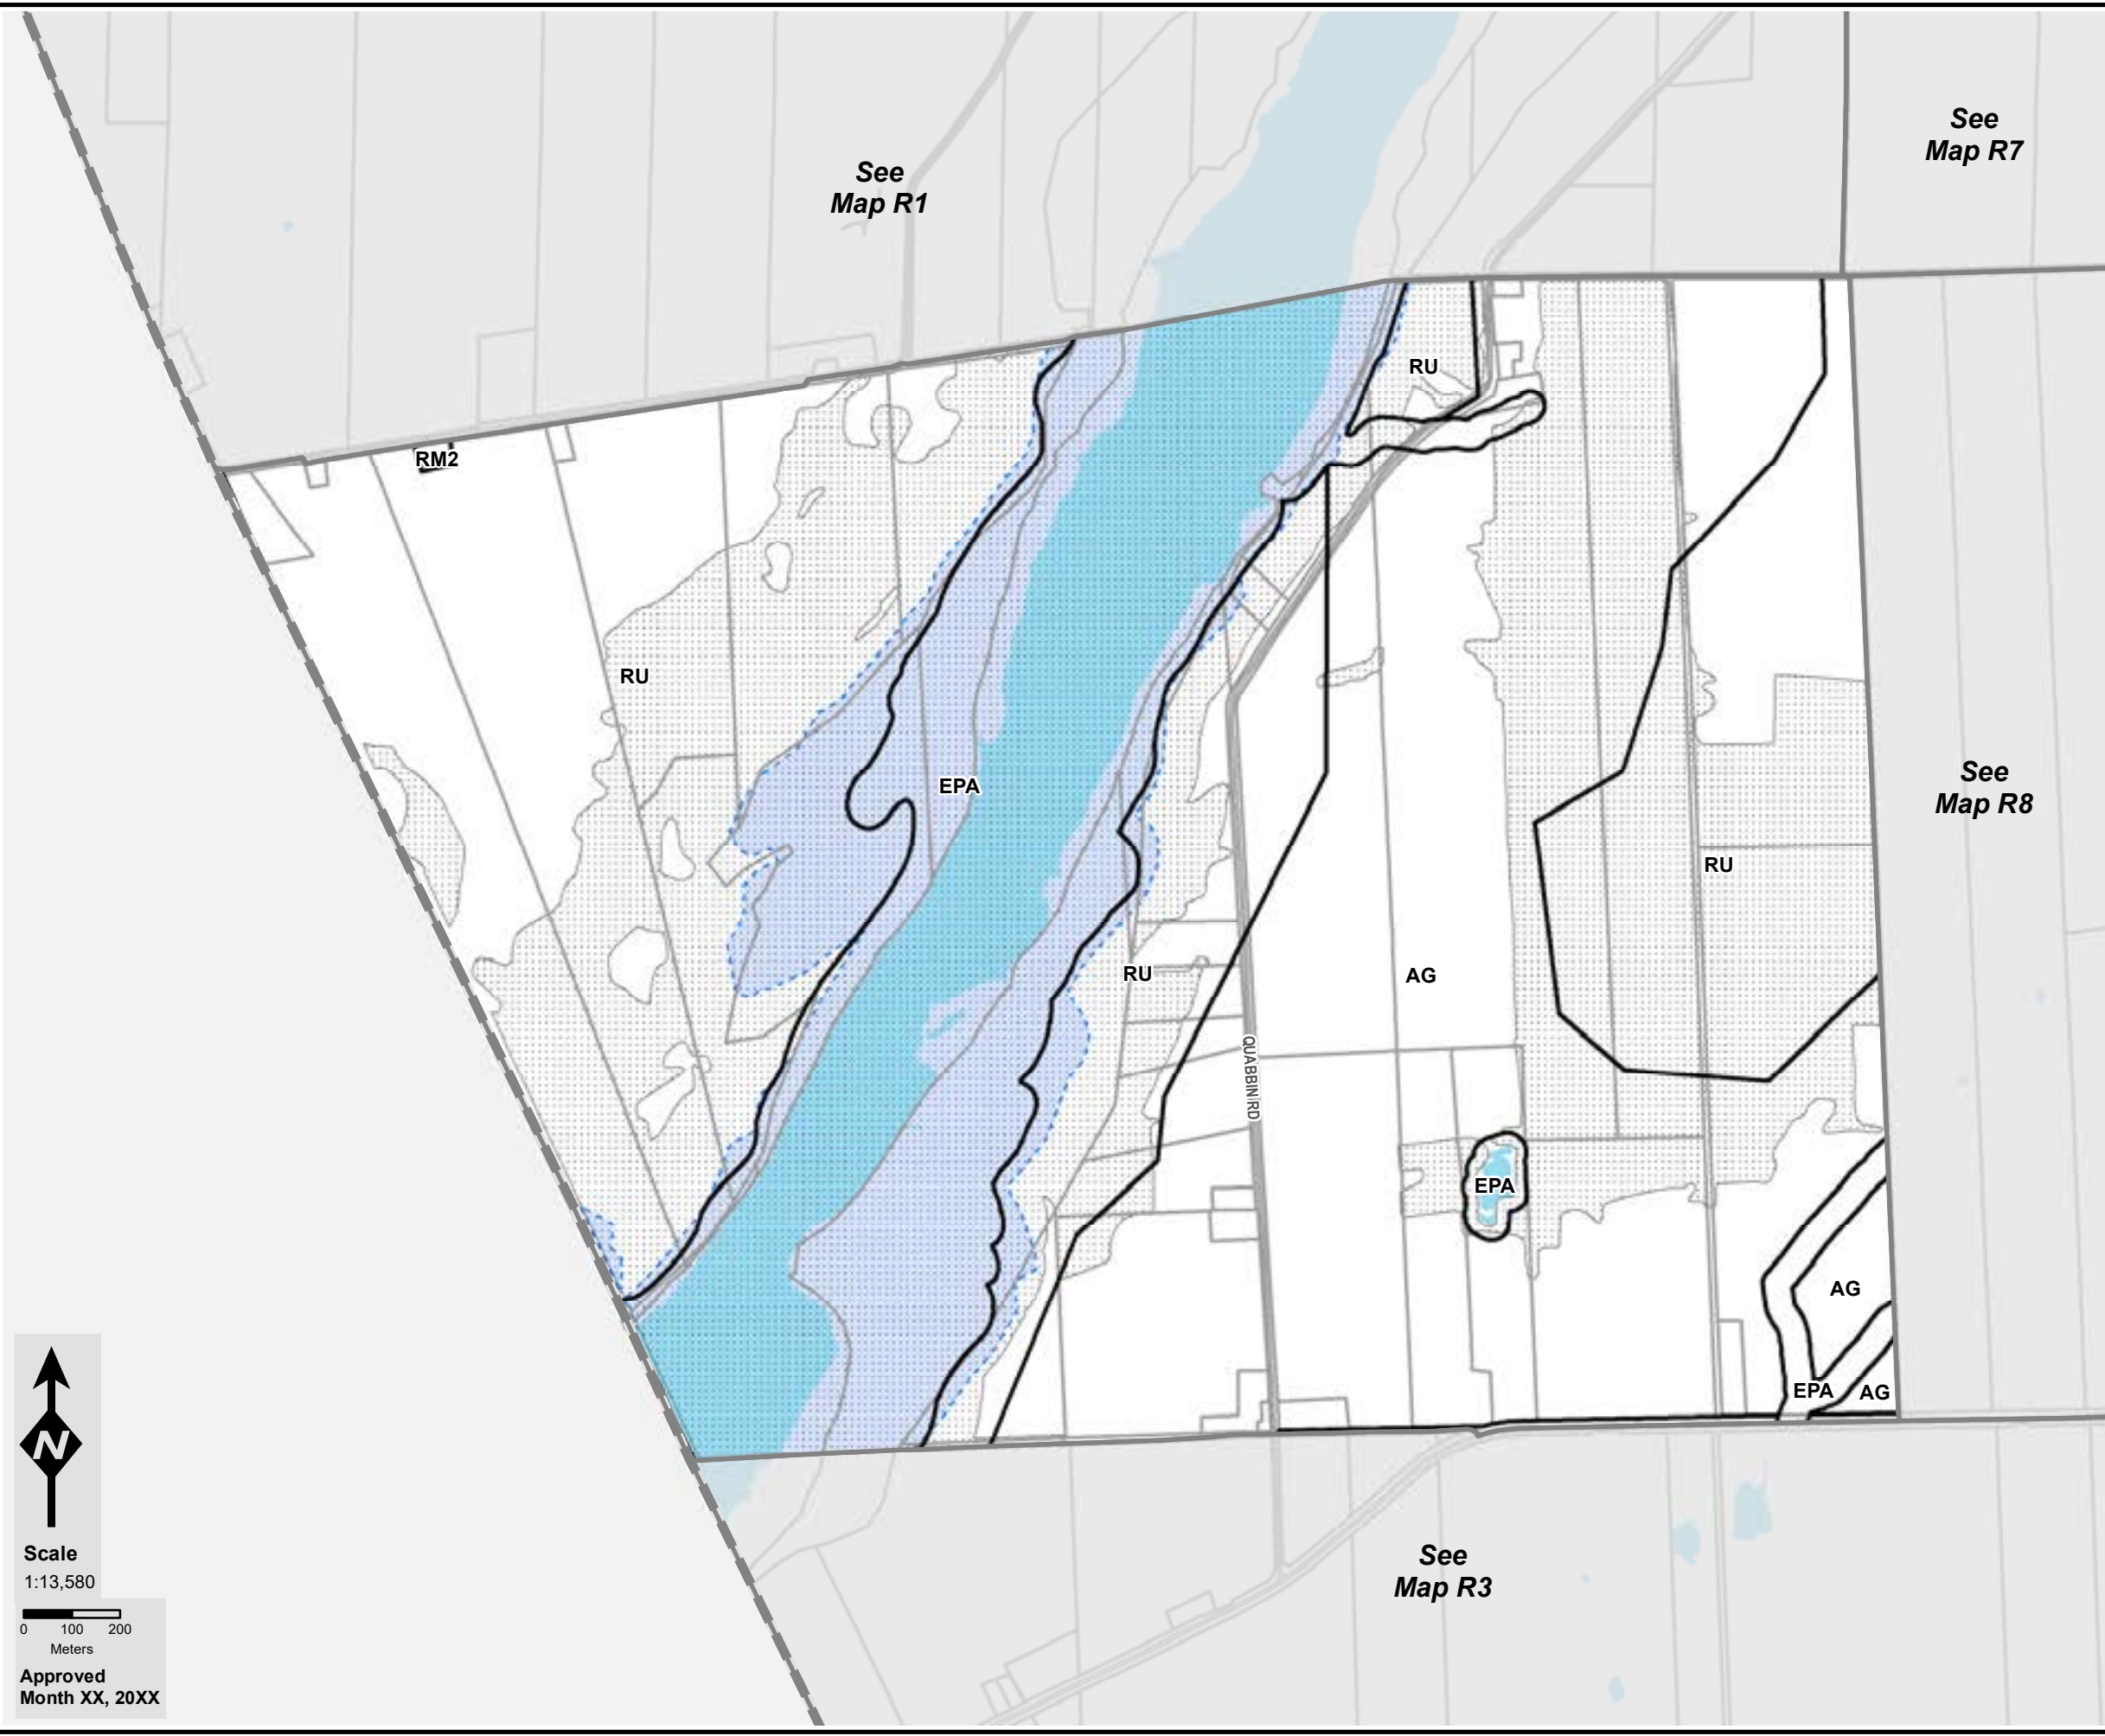 See
Map R7
See
Map R1
RU
RM2
RU
EPA
See
Map R8
RU
RU
AG
QUABBIN RD
EPA
AG
EPA
AG
N
Scale
1:13,580
0 100 200
Meters
Approved
Month XX, 20XX
See
Map R3